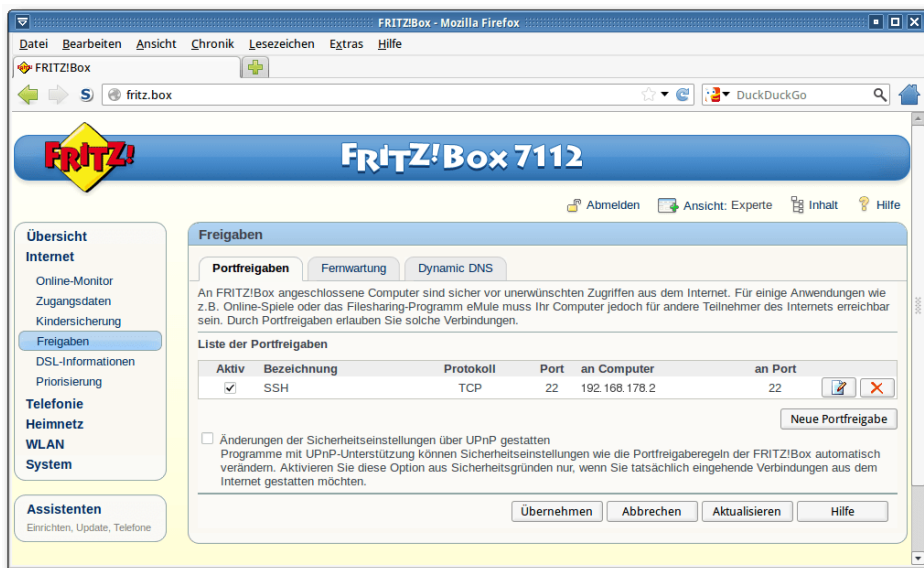 FRITZ!Box - Mozilla Firefox
Datei Bearbeiten Ansicht Chronik Lesezeichen Extras Hilfe
FRITZ!Box
S fritz.box DuckDuckGo
FRITZ! FRITZ!Box 7112
Abmelden Ansicht: Experte Inhalt Hilfe
Übersicht
Internet
Online-Monitor
Zugangsdaten
Kindersicherung
Freigaben
DSL-Informationen
Priorisierung
Telefonie
Heimnetz
WLAN
System
Assistenten
Einrichten, Update, Telefone
Freigaben
Portfreigaben Fernwartung Dynamic DNS
An FRITZ!Box angeschlossene Computer sind sicher vor unerwünschten Zugriffen aus dem Internet. Für einige Anwendungen wie
z.B. Online-Spiele oder das Filesharing-Programm eMule muss Ihr Computer jedoch für andere Teilnehmer des Internets erreichbar
sein. Durch Portfreigaben erlauben Sie solche Verbindungen.
Liste der Portfreigaben
Aktiv Bezeichnung Protokoll Port an Computer an Port
SSH TCP 22 192.168.178.2 22
Neue Portfreigabe
Änderungen der Sicherheitseinstellungen über UPnP gestatten
Programme mit UPnP-Unterstützung können Sicherheitseinstellungen wie die Portfreigaberegeln der FRITZ!Box automatisch
verändern. Aktivieren Sie diese Option aus Sicherheitsgründen nur, wenn Sie tatsächlich eingehende Verbindungen aus dem
Internet gestatten möchten.
Übernehmen Abbrechen Aktualisieren Hilfe